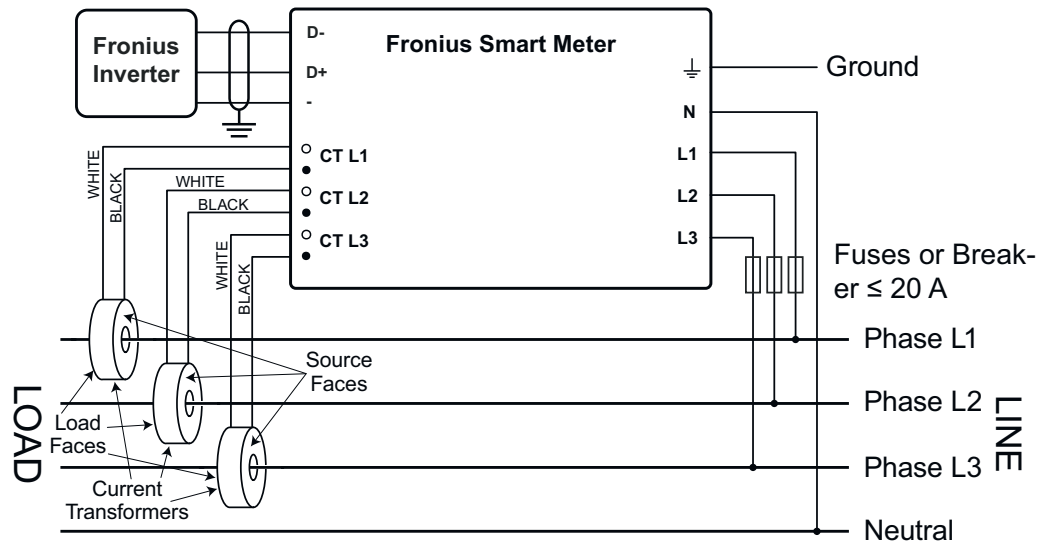 Fronius
Inverter
D-
D+
-
Fronius Smart Meter
Ground
N
L1
L2
L3
CT L1
CT L2
CT L3
WHITE
BLACK
WHITE
BLACK
WHITE
BLACK
Fuses or Break-
er ≤ 20 A
Phase L1
Phase L2
Phase L3
Neutral
LINE
LOAD
Source
Faces
Load
Faces
Current
Transformers